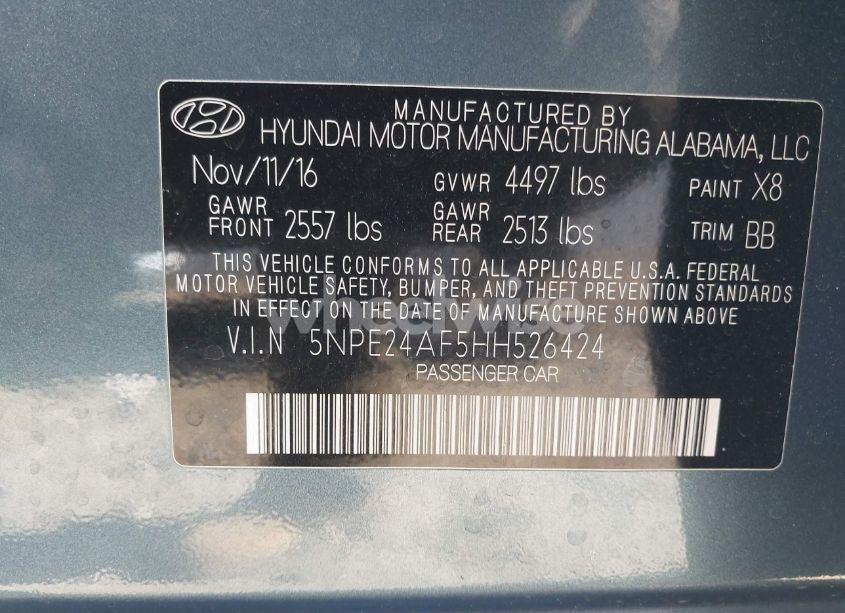 MANUFACTURED BY
HYUNDAI MOTOR MANUFACTURING ALABAMA, LLC
Nov/11/16 GVWR 4497 lbs PAINT X8
GAWR FRONT 2557 lbs GAWR REAR 2513 lbs TRIM BB
THIS VEHICLE CONFORMS TO ALL APPLICABLE U.S.A. FEDERAL
MOTOR VEHICLE SAFETY, BUMPER, AND THEFT PREVENTION STANDARDS
IN EFFECT ON THE DATE OF MANUFACTURE SHOWN ABOVE
wheelwise
V.I.N 5NPE24AF5HH526424
PASSENGER CAR